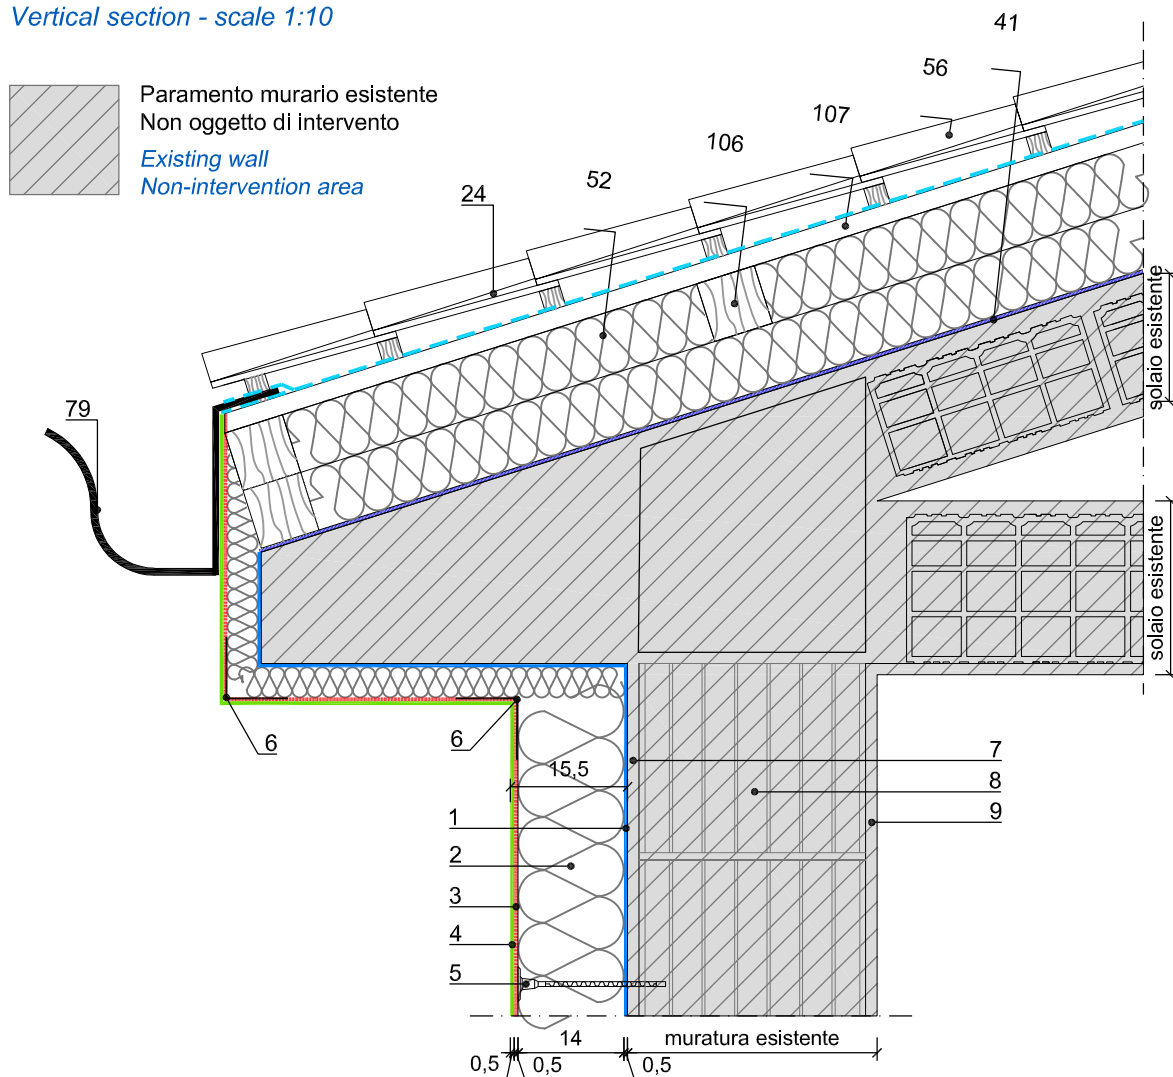 Vertical section - scale 1:10
Paramento murario esistente
Non oggetto di intervento
Existing wall
Non-intervention area
41
56
107
106
52
24
79
solaio esistente
solaio esistente
6
6
7
15,5
8
1
9
2
3
4
5
14
muratura esistente
0,5
0,5
0,5